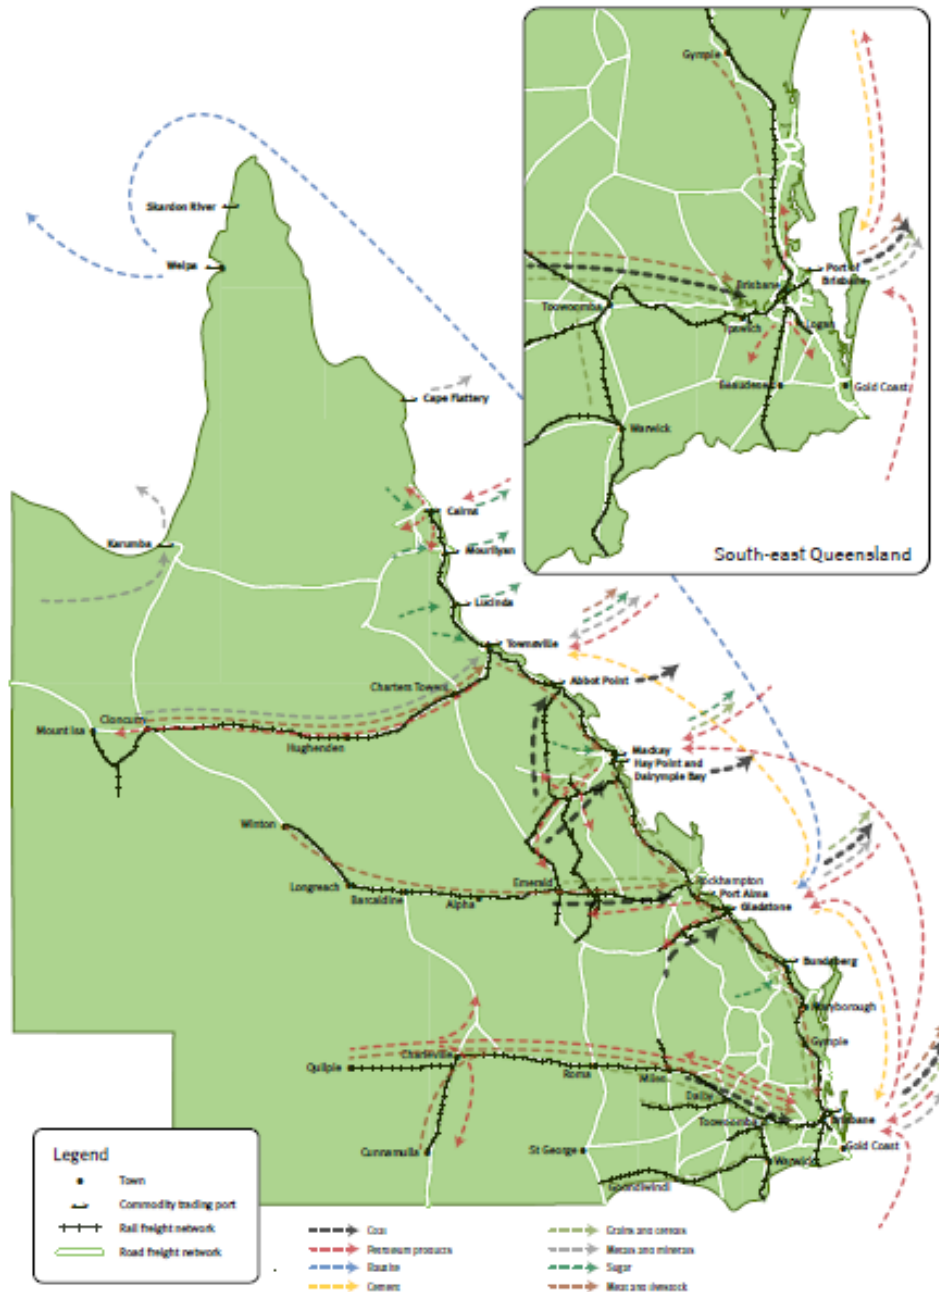 Gympie
Skardon River
Weipa
Port of
Brisbane
Brisbane
Toowoomba
Ipswich
Logan
Cape Flattery
Beaudesert
Gold Coast
Warwick
Cairns
Karumba
Mourilyan
South-east Queensland
Lucinda
Townsville
Abbot Point
Charters Towers
Mount Isa
Cloncurry
Hughenden
Mackay
Hay Point and
Dalrymple Bay
Winton
Longreach
Barcaldine
Alpha
Emerald
Rockhampton
Port Alma
Gladstone
Bundaberg
Maryborough
Gympie
Charleville
Quilpie
Roma
Miles
Dalby
Toowoomba
Brisbane
Gold Coast
Cunnamulla
St George
Warwick
Goondiwindi
Legend
Town
Commodity trading port
Rail freight network
Road freight network
Coal
Petroleum products
Bauxite
Cement
Grains and cereals
Metals and minerals
Sugar
Meat and livestock